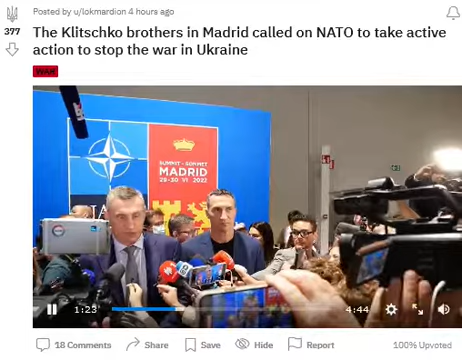 Posted by u/lokmardion 4 hours ago
377
The Klitschko brothers in Madrid called on NATO to take active
action to stop the war in Ukraine
WAR
SUMMIT • SOMMET
MADRID
28-30 VI 2022
1:23
4:44
18 Comments
Share
Save
Hide
Report
100% Upvoted